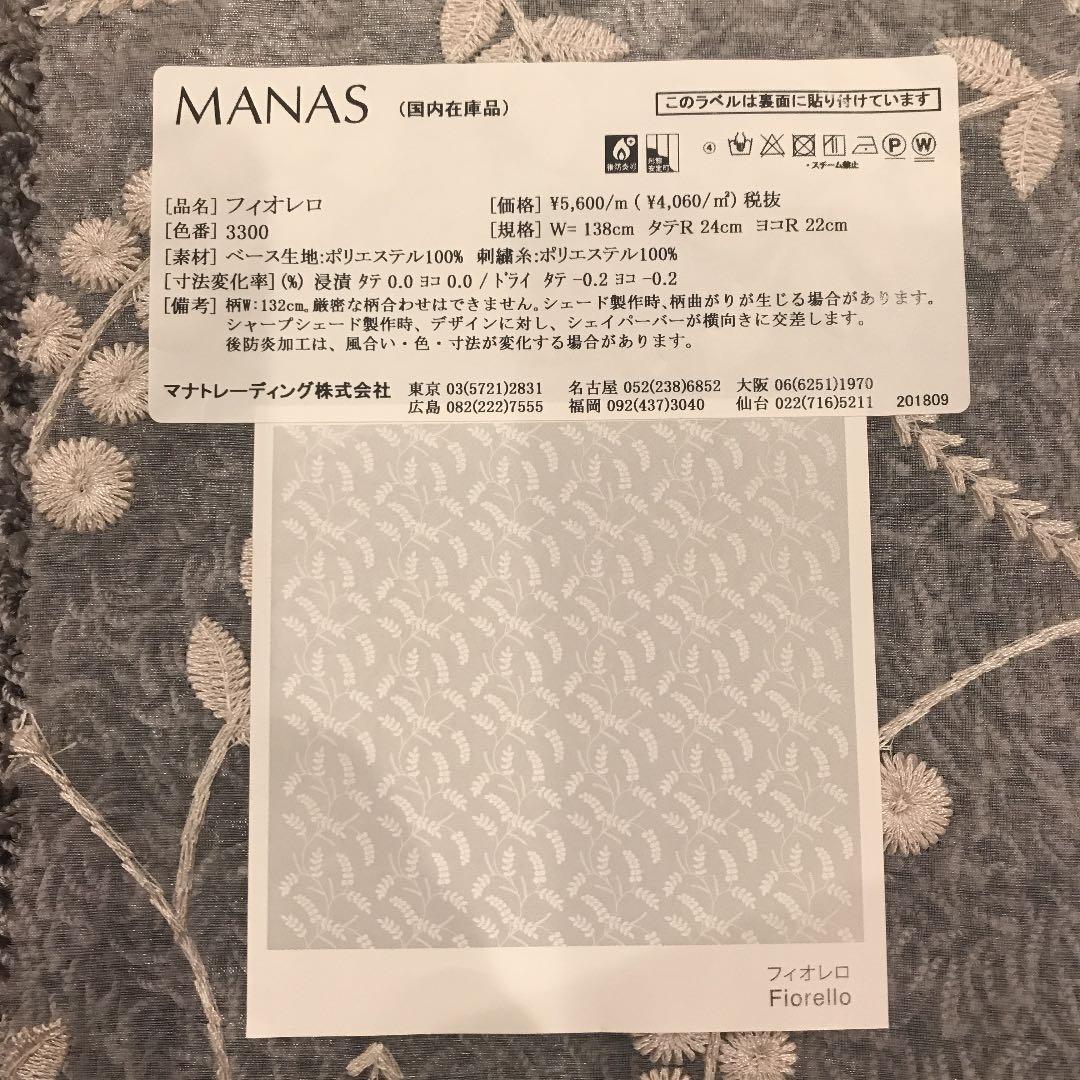 MANAS (国内在庫品)
このラベルは裏面に貼り付けています
後防炎可 形態安定可 ④ P W
・スチーム禁止
[品名] フィオレロ [価格] ¥5,600/m ( ¥4,060/㎡) 税抜
[色番] 3300 [規格] W= 138cm タテR 24cm ヨコR 22cm
[素材] ベース生地:ポリエステル100% 刺繍糸:ポリエステル100%
[寸法変化率] (%) 浸漬 タテ 0.0 ヨコ 0.0 / ドライ タテ -0.2 ヨコ -0.2
[備考] 柄W:132cm。厳密な柄合わせはできません。シェード製作時、柄曲がりが生じる場合があります。
シャープシェード製作時、デザインに対し、シェイパーバーが横向きに交差します。
後防炎加工は、風合い・色・寸法が変化する場合があります。
マナトレーディング株式会社 東京 03(5721)2831 名古屋 052(238)6852 大阪 06(6251)1970
広島 082(222)7555 福岡 092(437)3040 仙台 022(716)5211 201809
フィオレロ
Fiorello